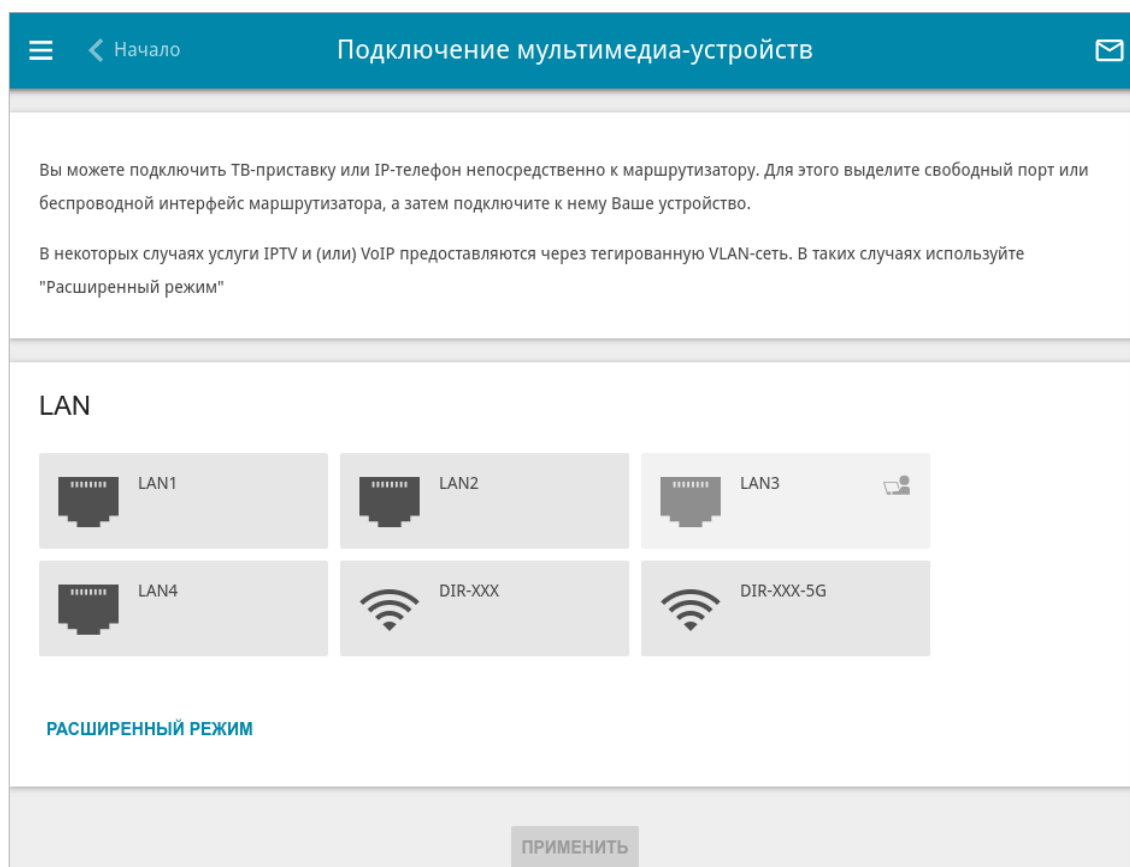 Начало
Подключение мультимедиа-устройств
Вы можете подключить ТВ-приставку или IP-телефон непосредственно к маршрутизатору. Для этого выделите свободный порт или
беспроводной интерфейс маршрутизатора, а затем подключите к нему Ваше устройство.
В некоторых случаях услуги IPTV и (или) VoIP предоставляются через тегированную VLAN-сеть. В таких случаях используйте
"Расширенный режим"
LAN
LAN1
LAN2
LAN3
LAN4
DIR-XXX
DIR-XXX-5G
РАСШИРЕННЫЙ РЕЖИМ
ПРИМЕНИТЬ